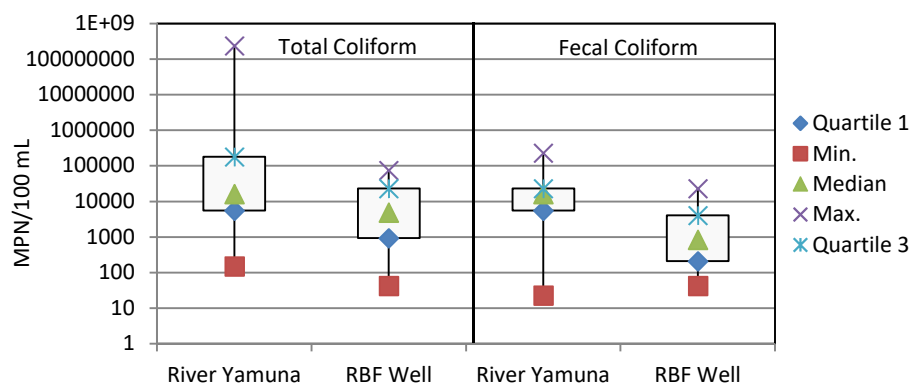 1E+09
100000000
10000000
1000000
100000
10000
1000
100
10
1
MPN/100 mL
Total Coliform
Fecal Coliform
River Yamuna
RBF Well
River Yamuna
RBF Well
Quartile 1
Min.
Median
Max.
Quartile 3